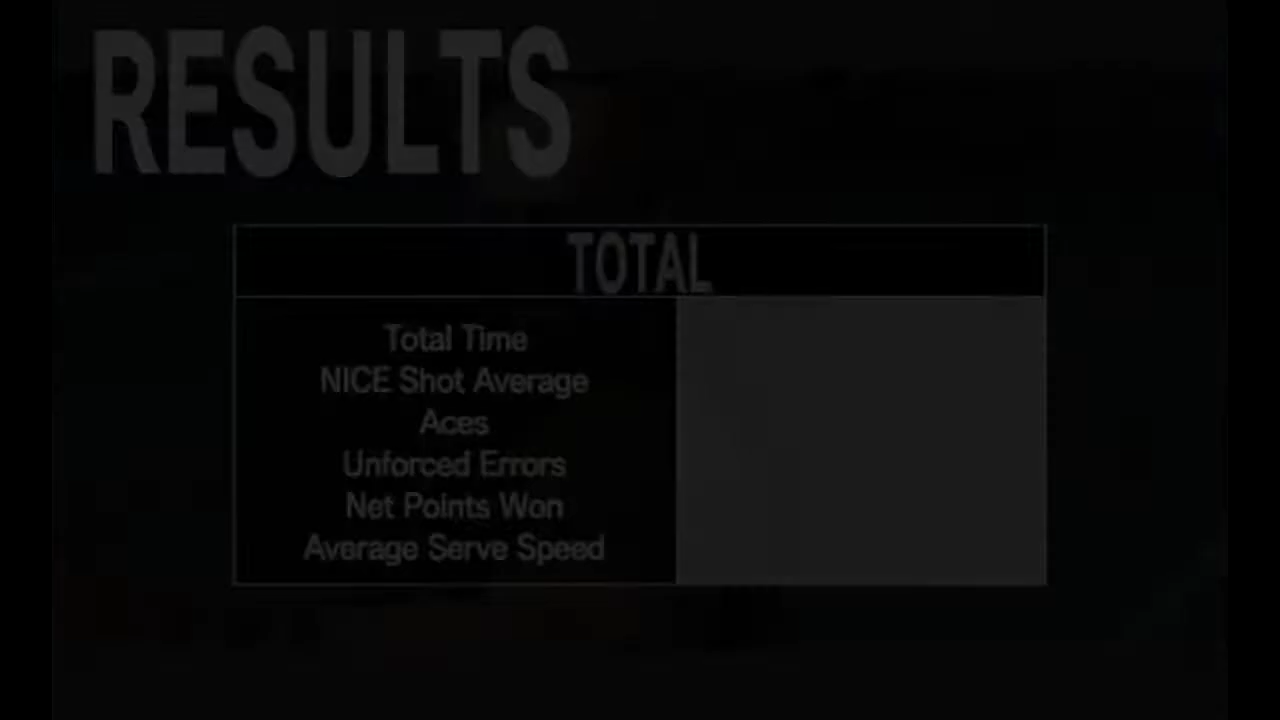 RESULTS
TOTAL
Total Time
NICE Shot Average
Aces
Unforced Errors
Net Points Won
Average Serve Speed